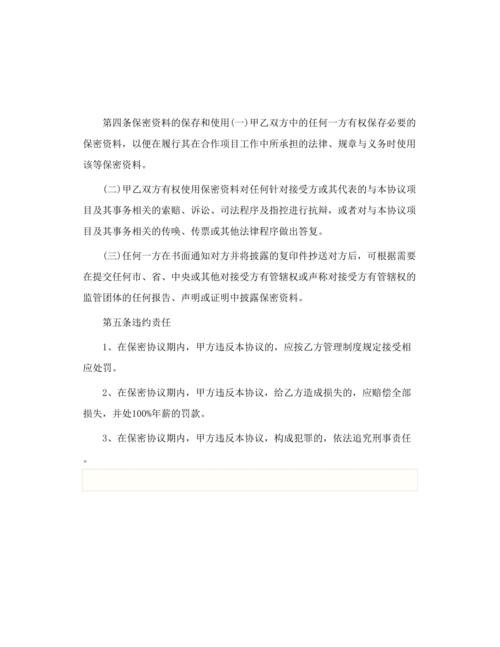 第四条保密资料的保存和使用(一)甲乙双方中的任何一方有权保存必要的
保密资料，以便在履行其在合作项目工作中所承担的法律、规章与义务时使用
该等保密资料。
(二)甲乙双方有权使用保密资料对任何针对接受方或其代表的与本协议项
目及其事务相关的索赔、诉讼、司法程序及指控进行抗辩，或者对与本协议项
目及其事务相关的传唤、传票或其他法律程序做出答复。
(三)任何一方在书面通知对方并将披露的复印件抄送对方后，可根据需要
在提交任何市、省、中央或其他对接受方有管辖权或声称对接受方有管辖权的
监管团体的任何报告、声明或证明中披露保密资料。
第五条违约责任
1、在保密协议期内，甲方违反本协议的，应按乙方管理制度规定接受相
应处罚。
2、在保密协议期内，甲方违反本协议，给乙方造成损失的，应赔偿全部
损失，并处100%年薪的罚款。
3、在保密协议期内，甲方违反本协议，构成犯罪的，依法追究刑事责任
。